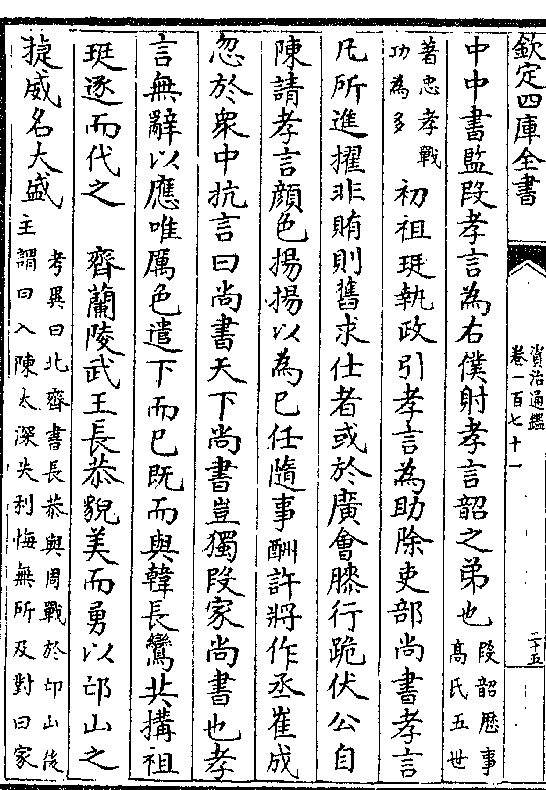 欽定四庫全書
資治通鑑
卷一百七十一
二十五
中中書監段孝言為右僕射孝言韶之弟也段韶歷事
高氏五世
著忠孝戰
功為多
初祖珽執政引孝言為助除吏部尚書孝言
凡所進擢非賄則舊求仕者或於廣會膝行跪伏公自
陳請孝言顔色揚揚以為己任隨事酬許將作丞崔成
忽於衆中抗言曰尚書天下尚書豈獨段家尚書也孝
言無辭以應唯厲色遣下而已既而與韓長鸞共搆祖
珽逐而代之 齊蘭陵武王長恭貌美而勇以邙山之
捷威名大盛
考異曰北齊書長恭與周戰於邙山後
主謂曰入陳太深失利悔無所及對曰家